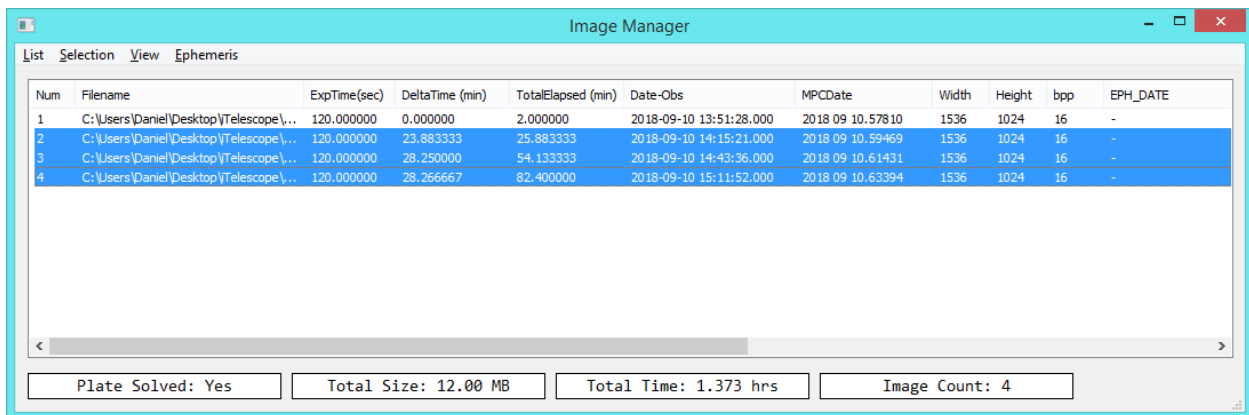 Image Manager
List Selection View Ephemeris
Num Filename ExpTime(sec) DeltaTime (min) TotalElapsed (min) Date-Obs MPCDate Width Height bpp EPH_DATE
1 C:\Users\Daniel\Desktop\iTelescope\... 120.000000 0.000000 2.000000 2018-09-10 13:51:28.000 2018 09 10.57810 1536 1024 16 -
2 C:\Users\Daniel\Desktop\iTelescope\... 120.000000 23.883333 25.883333 2018-09-10 14:15:21.000 2018 09 10.59469 1536 1024 16 -
3 C:\Users\Daniel\Desktop\iTelescope\... 120.000000 28.250000 54.133333 2018-09-10 14:43:36.000 2018 09 10.61431 1536 1024 16 -
4 C:\Users\Daniel\Desktop\iTelescope\... 120.000000 28.266667 82.400000 2018-09-10 15:11:52.000 2018 09 10.63394 1536 1024 16 -
Plate Solved: Yes Total Size: 12.00 MB Total Time: 1.373 hrs Image Count: 4